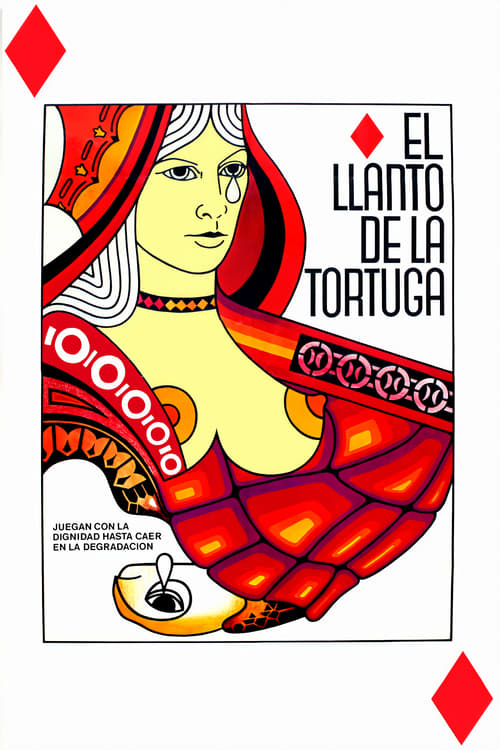 EL
LLANTO
DE LA
TORTUGA
JUEGAN CON LA
DIGNIDAD HASTA CAER
EN LA DEGRADACION